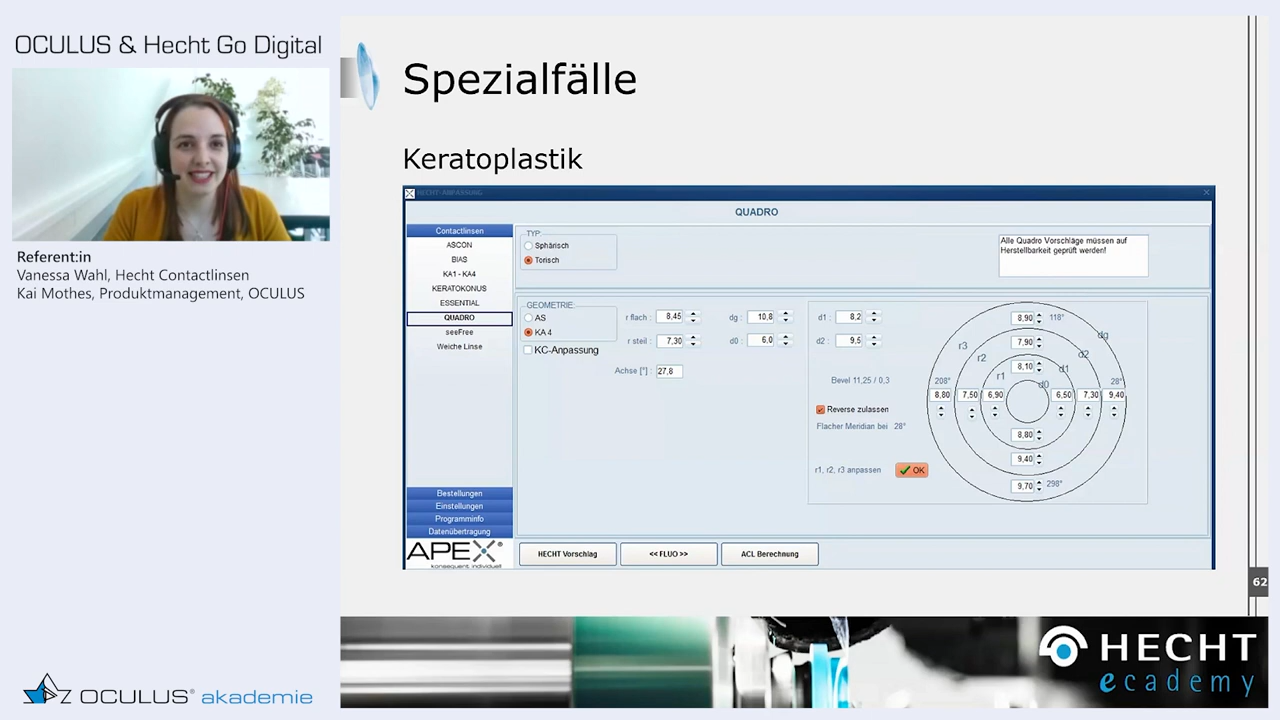 OCULUS & Hecht Go Digital
Referent:in
Vanessa Wahl, Hecht Contactlinsen
Kai Mothes, Produktmanagement, OCULUS
OCULUS® akademie
Spezialfälle
Keratoplastik
HECHT-ANPASSUNG
QUADRO
Contactlinsen
ASCON
BIAS
KA1 - KA4
KERATOKONUS
ESSENTIAL
QUADRO
seeFree
Weiche Linse
Bestellungen
Einstellungen
Programminfo
Datenübertragung
APEX®
konsequent. individuell
TYP:
Sphärisch
Torisch
Alle Quadro Vorschläge müssen auf
Herstellbarkeit geprüft werden!
GEOMETRIE:
AS
KA 4
KC-Anpassung
r flach : 8,45
dg : 10,8
r steil : 7,30
d0 : 6,0
Achse [°] : 27,8
d1 : 8,2
d2 : 9,5
Bevel 11,25 / 0,3
Reverse zulassen
Flacher Meridian bei 28°
r1, r2, r3 anpassen OK
8,90 118°
dg
7,90
r3 d2
r2
8,10 d1
r1 d0
208° 28°
8,80 7,50 6,90 6,50 7,30 9,40
8,80
9,40
9,70 298°
HECHT Vorschlag
<< FLUO >>
ACL Berechnung
62
HECHT
ecademy